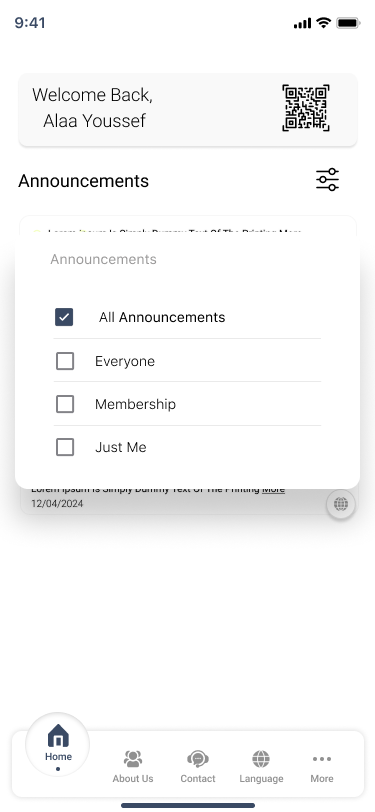 9:41
Welcome Back,
Alaa Youssef
Announcements
Lorem Ipsum Is Simply Dummy Text Of The Printing More
Announcements
All Announcements
Everyone
Membership
Just Me
Lorem Ipsum Is Simply Dummy Text Of The Printing More
12/04/2024
Home
About Us
Contact
Language
More